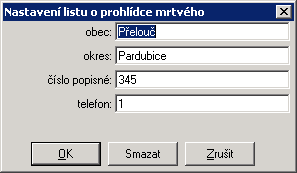 Nastavení listu o prohlídce mrtvého
obec: Přelouč
okres: Pardubice
číslo popisné: 345
telefon: 1
OK Smazat Zrušit